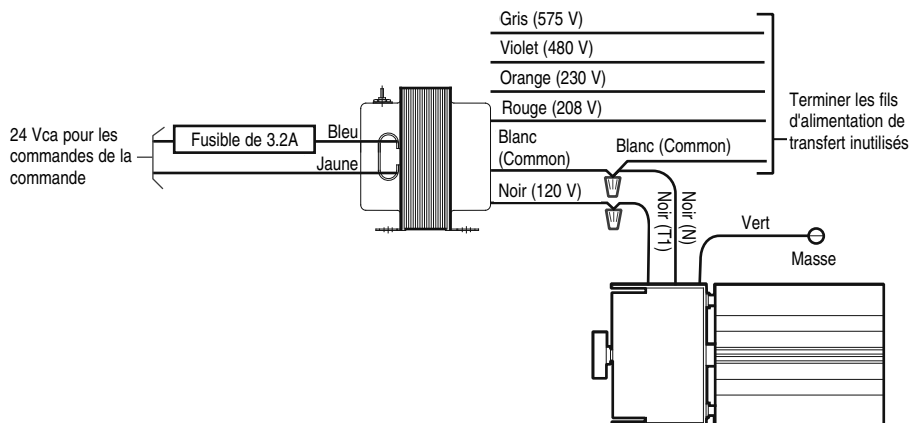 Gris (575 V)
Violet (480 V)
Orange (230 V)
Rouge (208 V)
Blanc
(Common)
Blanc (Common)
Noir (120 V)
24 Vca pour les
commandes de la
commande
Fusible de 3.2A
Bleu
Jaune
Terminer les fils
d'alimentation de
transfert inutilisés
Noir (T1)
Noir (N)
Vert
Masse